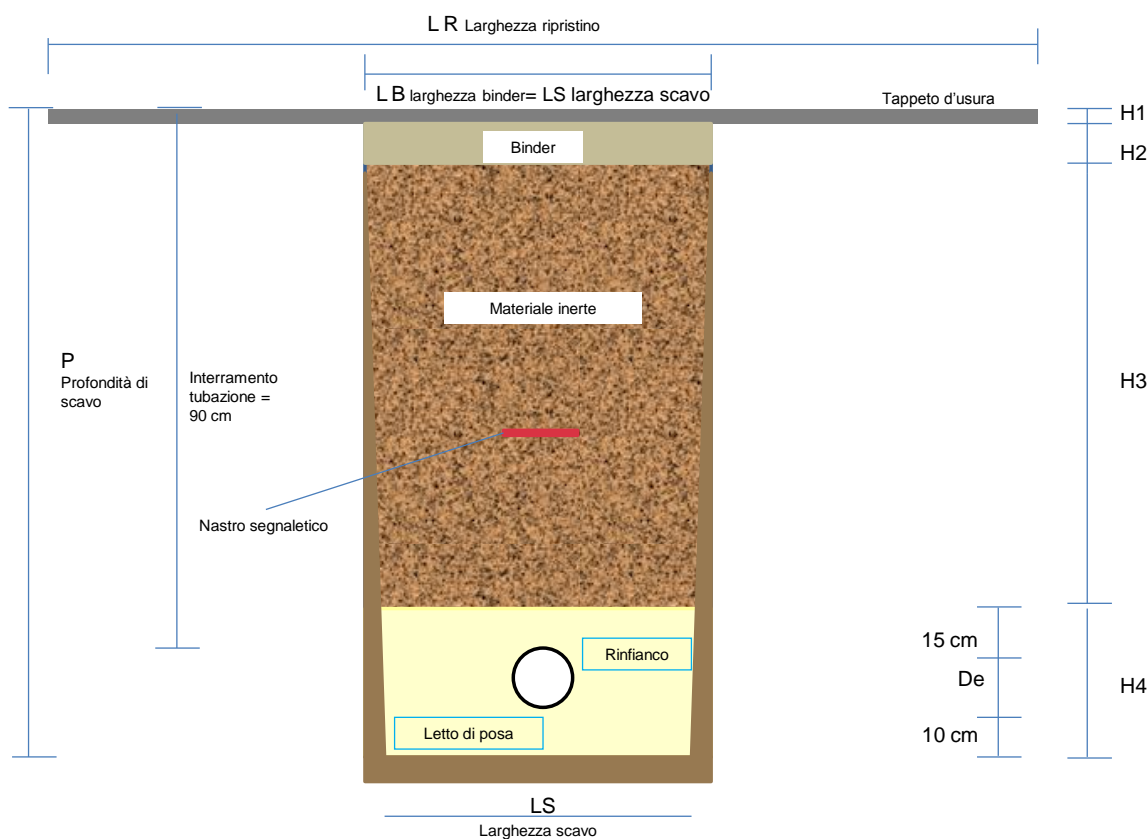 L R Larghezza ripristino
L B larghezza binder= LS larghezza scavo
Tappeto d'usura
H1
Binder
H2
Materiale inerte
P
Profondità di
scavo
Interramento
tubazione =
90 cm
H3
Nastro segnaletico
15 cm
Rinfianco
De
H4
Letto di posa
10 cm
LS
Larghezza scavo